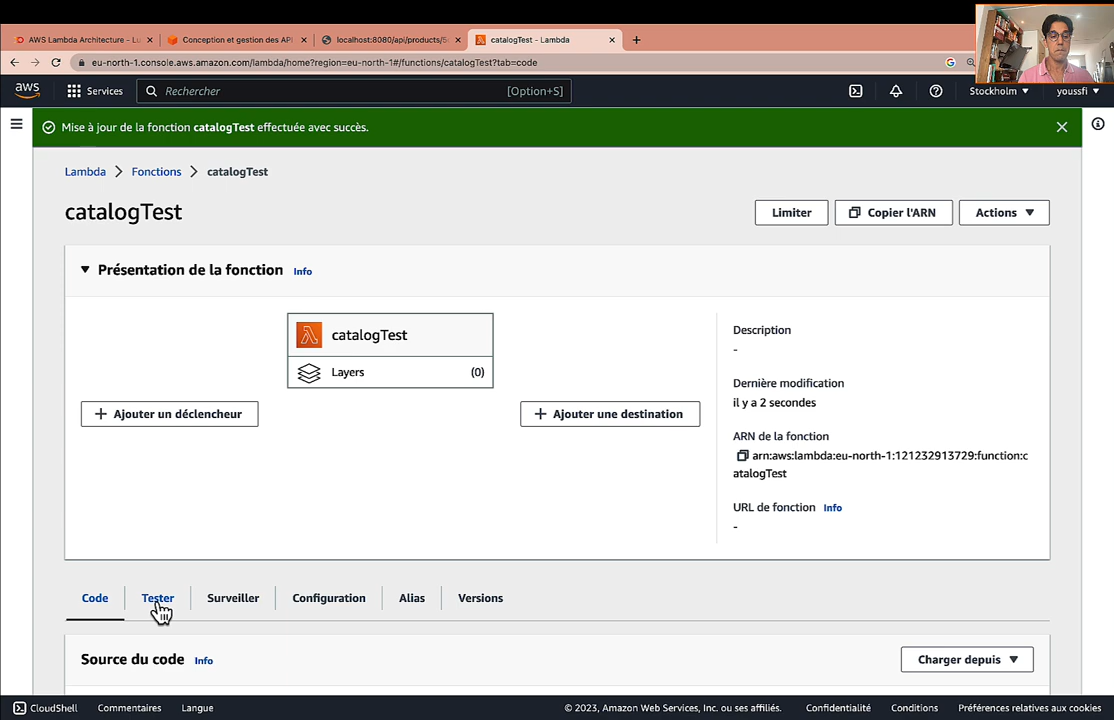 AWS Lambda Architecture - Lu
Conception et gestion des API
localhost:8080/api/products/5
catalogTest - Lambda
eu-north-1.console.aws.amazon.com/lambda/home?region=eu-north-1#/functions/catalogTest?tab=code
aws Services Rechercher [Option+S] Stockholm youssfi
Mise à jour de la fonction catalogTest effectuée avec succès.
Lambda > Fonctions > catalogTest
catalogTest
Limiter Copier l'ARN Actions
Présentation de la fonction Info
catalogTest
Layers (0)
+ Ajouter un déclencheur
+ Ajouter une destination
Description
-
Dernière modification
il y a 2 secondes
ARN de la fonction
arn:aws:lambda:eu-north-1:121232913729:function:c
atalogTest
URL de fonction Info
-
Code Tester Surveiller Configuration Alias Versions
Source du code Info Charger depuis
CloudShell Commentaires Langue © 2023, Amazon Web Services, Inc. ou ses affiliés. Confidentialité Conditions Préférences relatives aux cookies